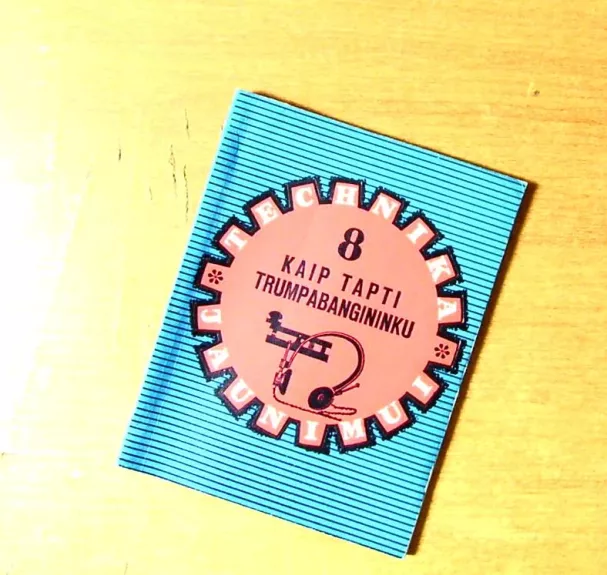 TECHNIKA
8
KAIP TAPTI
TRUMPABANGININKU
JAUNIMUI